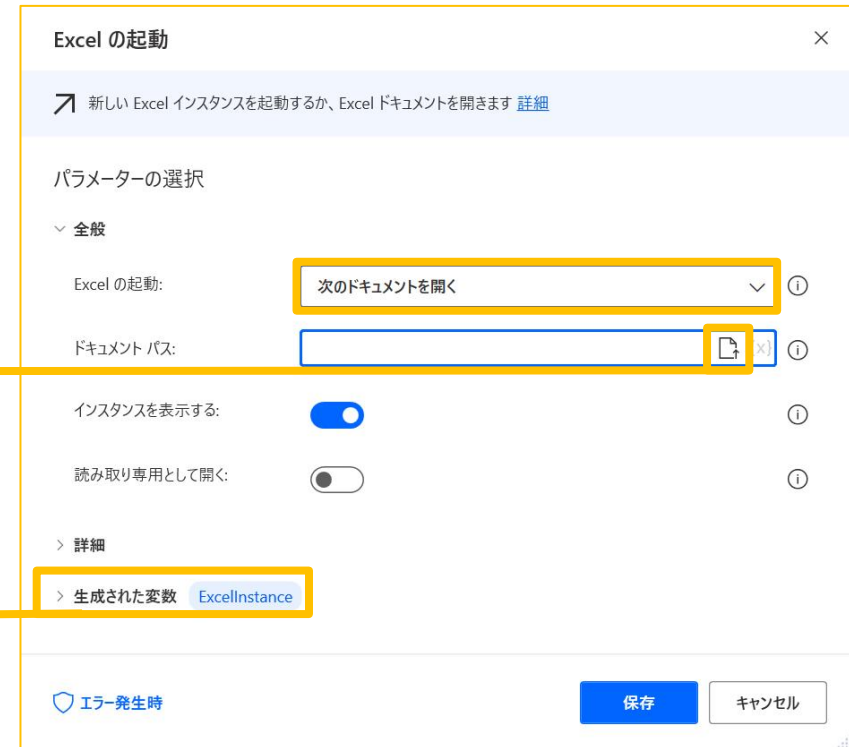 Excel の起動
新しい Excel インスタンスを起動するか、Excel ドキュメントを開きます 詳細
パラメーターの選択
全般
Excel の起動: 次のドキュメントを開く
ドキュメント パス: {x}
インスタンスを表示する:
読み取り専用として開く:
詳細
生成された変数 ExcelInstance
エラー発生時 保存 キャンセル